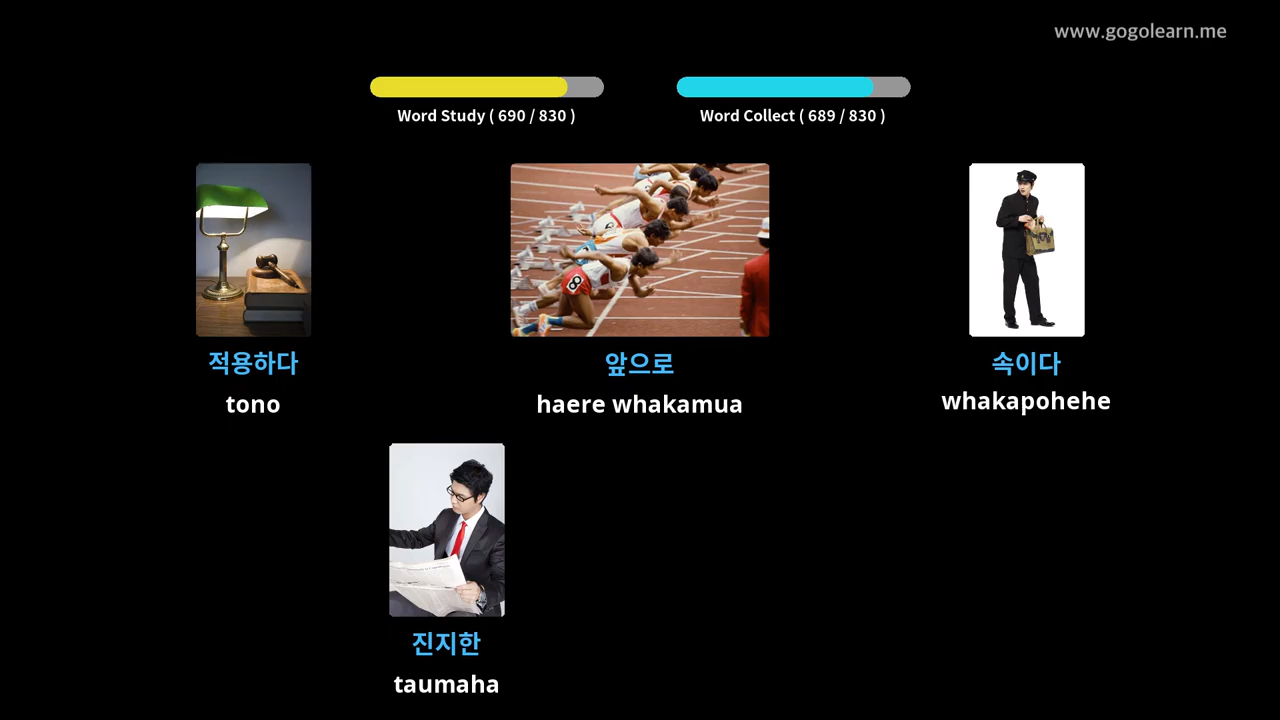 www.gogolearn.me
Word Study ( 690 / 830 )
Word Collect ( 689 / 830 )
적용하다
tono
앞으로
haere whakamua
속이다
whakapohehe
진지한
taumaha